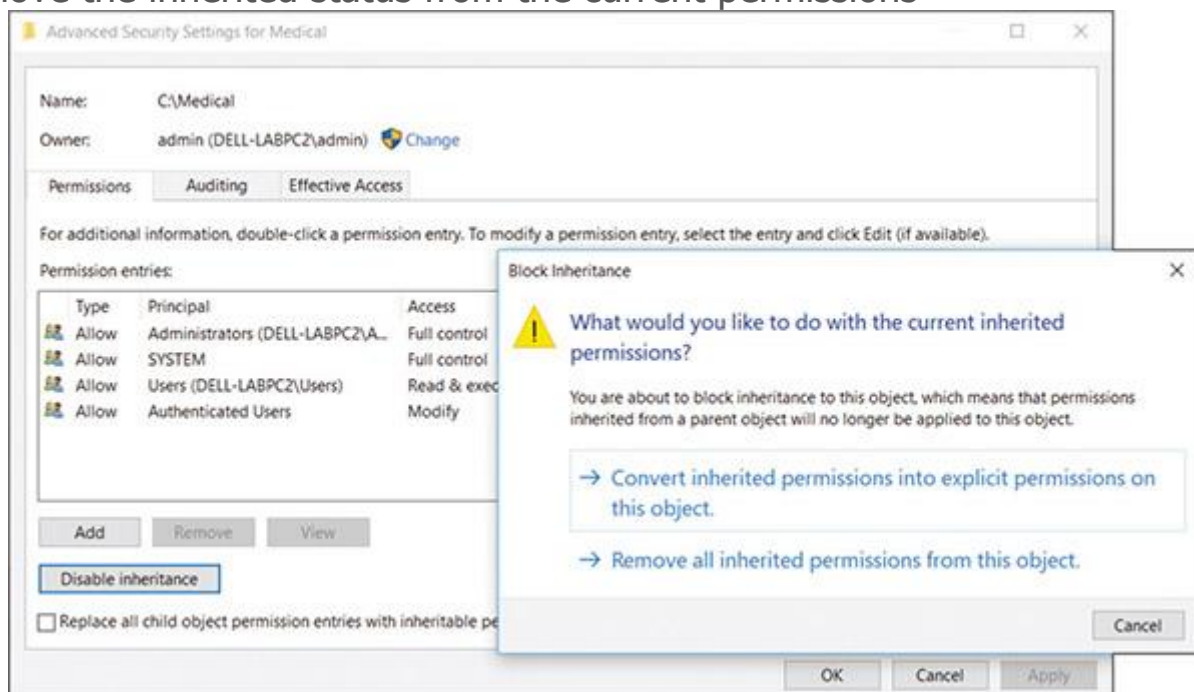 the inherited status from the current permissions
Advanced Security Settings for Medical
Name: C:\Medical
Owner: admin (DELL-LABPC2\admin) Change
Permissions Auditing Effective Access
For additional information, double-click a permission entry. To modify a permission entry, select the entry and click Edit (if available).
Permission entries:
Type Principal Access
Allow Administrators (DELL-LABPC2\A... Full control
Allow SYSTEM Full control
Allow Users (DELL-LABPC2\Users) Read & exec
Allow Authenticated Users Modify
Add Remove View
Disable inheritance
Replace all child object permission entries with inheritable pe
Block Inheritance
What would you like to do with the current inherited
permissions?
You are about to block inheritance to this object, which means that permissions
inherited from a parent object will no longer be applied to this object.
→ Convert inherited permissions into explicit permissions on
this object.
→ Remove all inherited permissions from this object.
Cancel
OK Cancel Apply